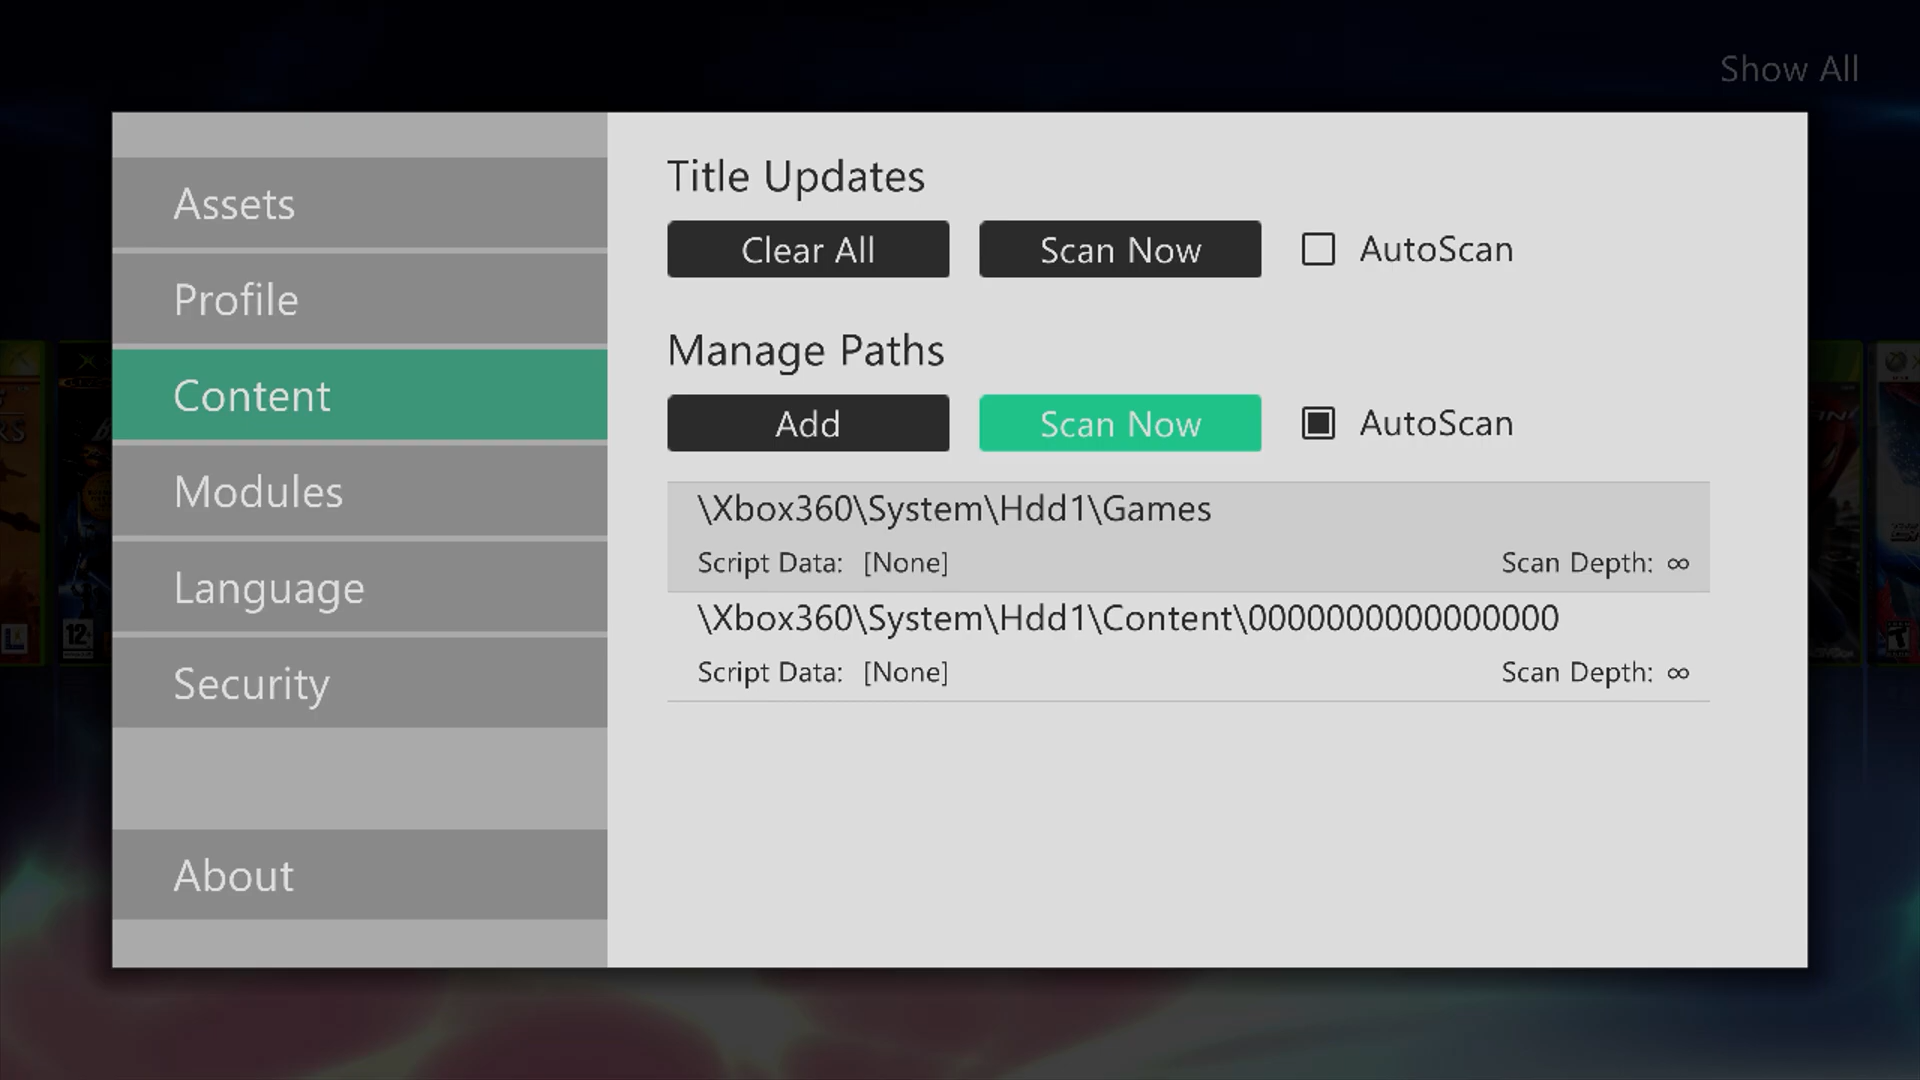 Show All
Assets
Profile
Content
Modules
Language
Security
About
Title Updates
Clear All
Scan Now
AutoScan
Manage Paths
Add
Scan Now
AutoScan
\Xbox360\System\Hdd1\Games
Script Data: [None]
Scan Depth: ∞
\Xbox360\System\Hdd1\Content\0000000000000000
Script Data: [None]
Scan Depth: ∞
12+